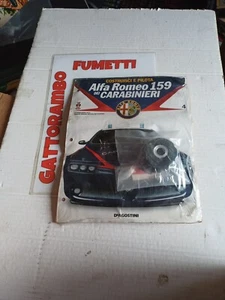 FUMETTI
GATTORAMBO
COSTRUISCI E PILOTA
Alfa Romeo 159
DEI CARABINIERI
4
DeAGOSTINI